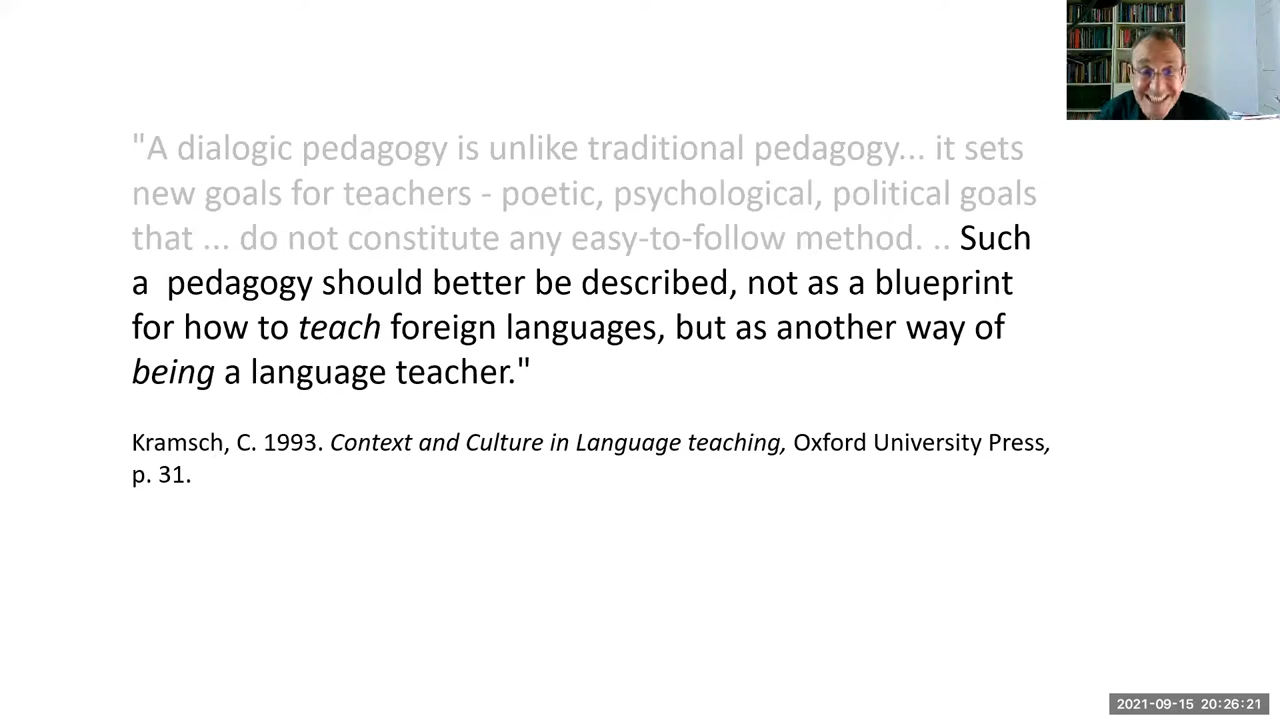 "A dialogic pedagogy is unlike traditional pedagogy... it sets
new goals for teachers - poetic, psychological, political goals
that ... do not constitute any easy-to-follow method. .. Such
a  pedagogy should better be described, not as a blueprint
for how to teach foreign languages, but as another way of
being a language teacher."
Kramsch, C. 1993. Context and Culture in Language teaching, Oxford University Press,
p. 31.
2021-09-15 20:26:21